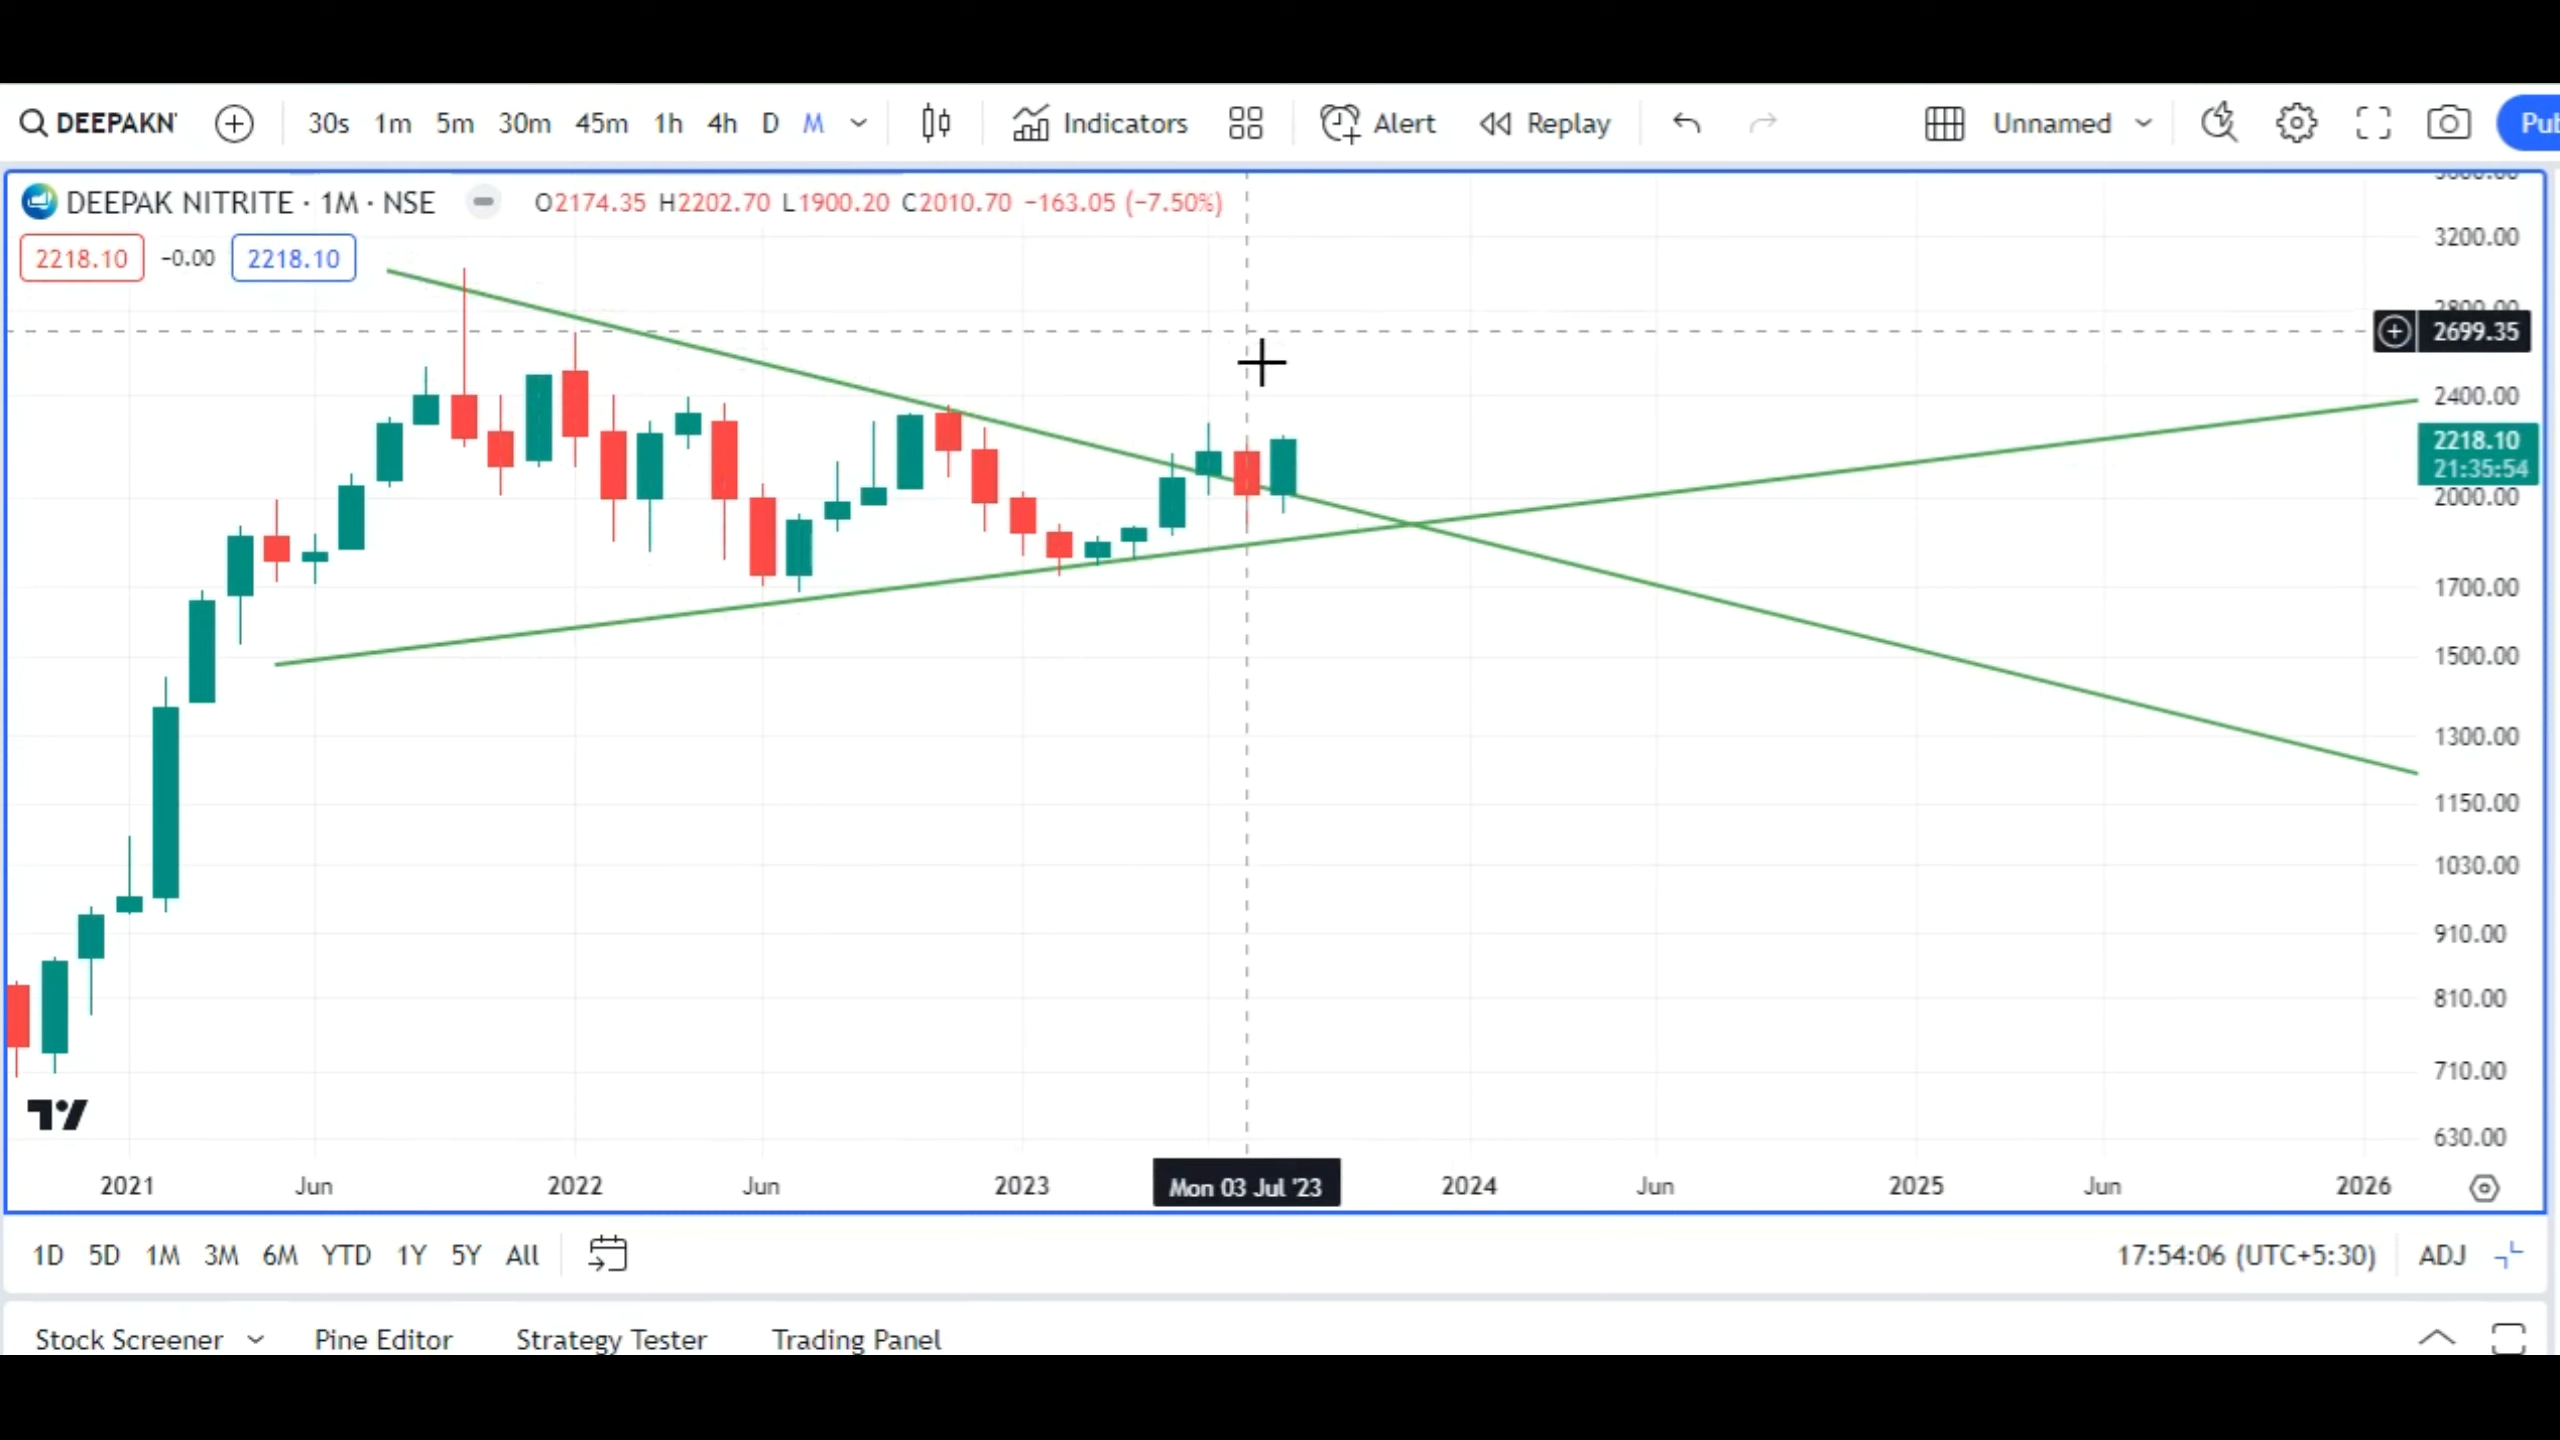 DEEPAKN 30s 1m 5m 30m 45m 1h 4h D M Indicators Alert Replay Unnamed Pub
DEEPAK NITRITE · 1M · NSE O2174.35 H2202.70 L1900.20 C2010.70 −163.05 (−7.50%)
2218.10 −0.00 2218.10
3200.00
2800.00
2699.35
2400.00
2218.10
21:35:54
2000.00
1700.00
1500.00
1300.00
1150.00
1030.00
910.00
810.00
710.00
630.00
2021 Jun 2022 Jun 2023 Mon 03 Jul '23 2024 Jun 2025 Jun 2026
1D 5D 1M 3M 6M YTD 1Y 5Y All 17:54:06 (UTC+5:30) ADJ
Stock Screener Pine Editor Strategy Tester Trading Panel